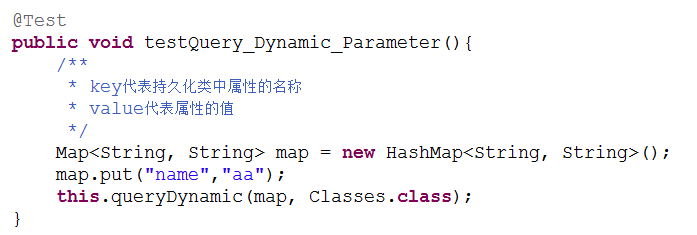 @Test
public void testQuery_Dynamic_Parameter(){
/**
* key代表持久化类中属性的名称
* value代表属性的值
*/
Map<String, String> map = new HashMap<String, String>();
map.put("name","aa");
this.queryDynamic(map, Classes.class);
}